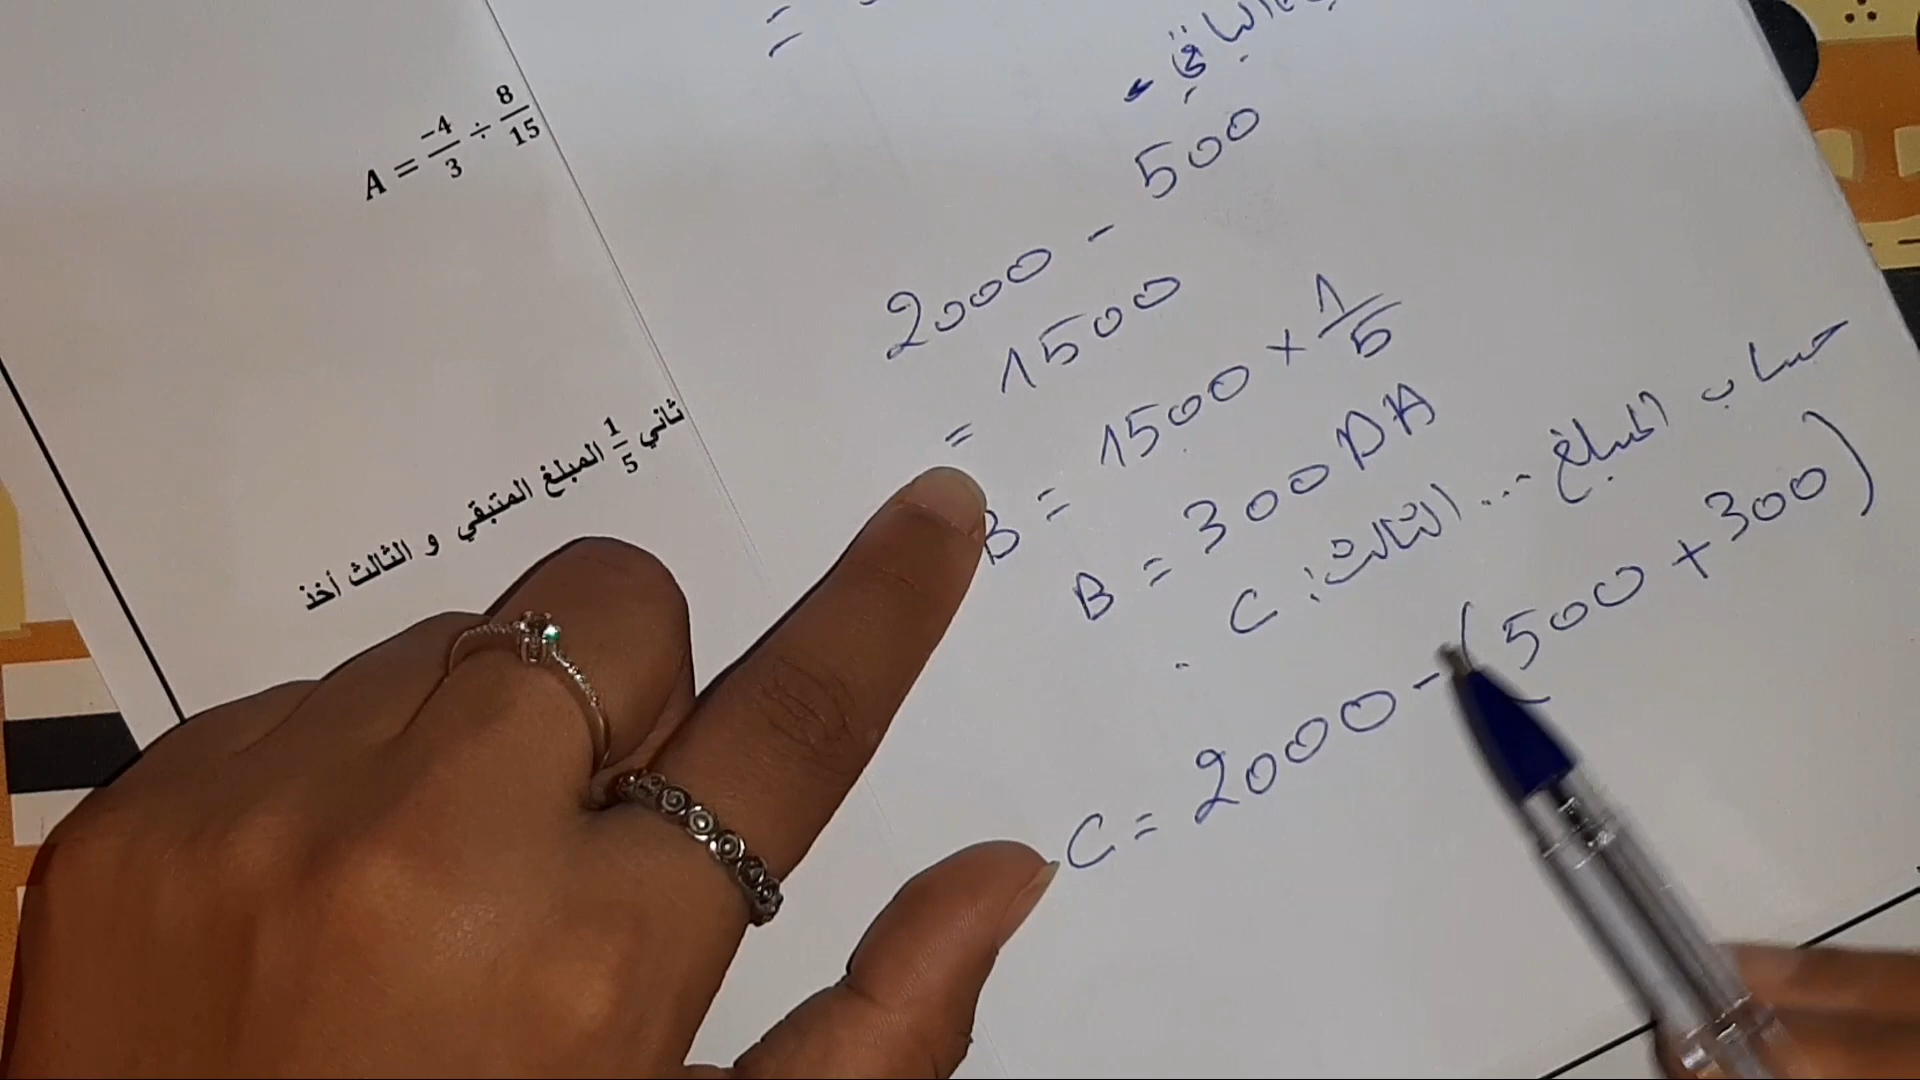 A = -4/3 ÷ 8/15
ثاني 1/5 المبلغ المتبقي و الثالث أخذ
=
الباقي
2000 - 500
= 1500
B = 1500 × 1/5
B = 300 DA
حساب المبلغ ... الثالث: C
C = 2000 - (500 + 300)